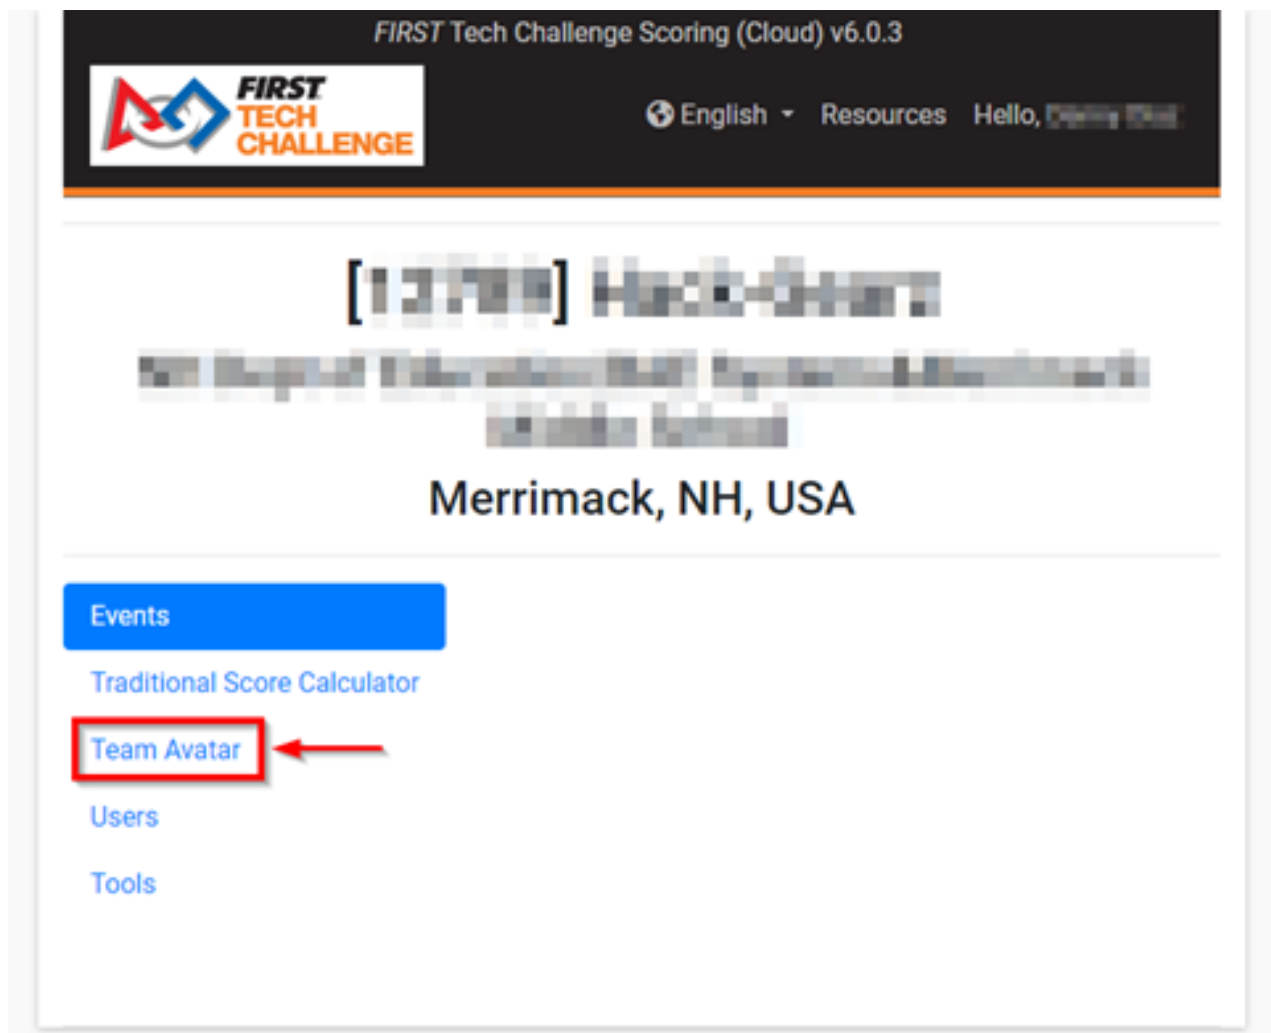 FIRST Tech Challenge Scoring (Cloud) v6.0.3
FIRST
TECH
CHALLENGE
English
Resources
Hello,
Merrimack, NH, USA
Events
Traditional Score Calculator
Team Avatar
Users
Tools